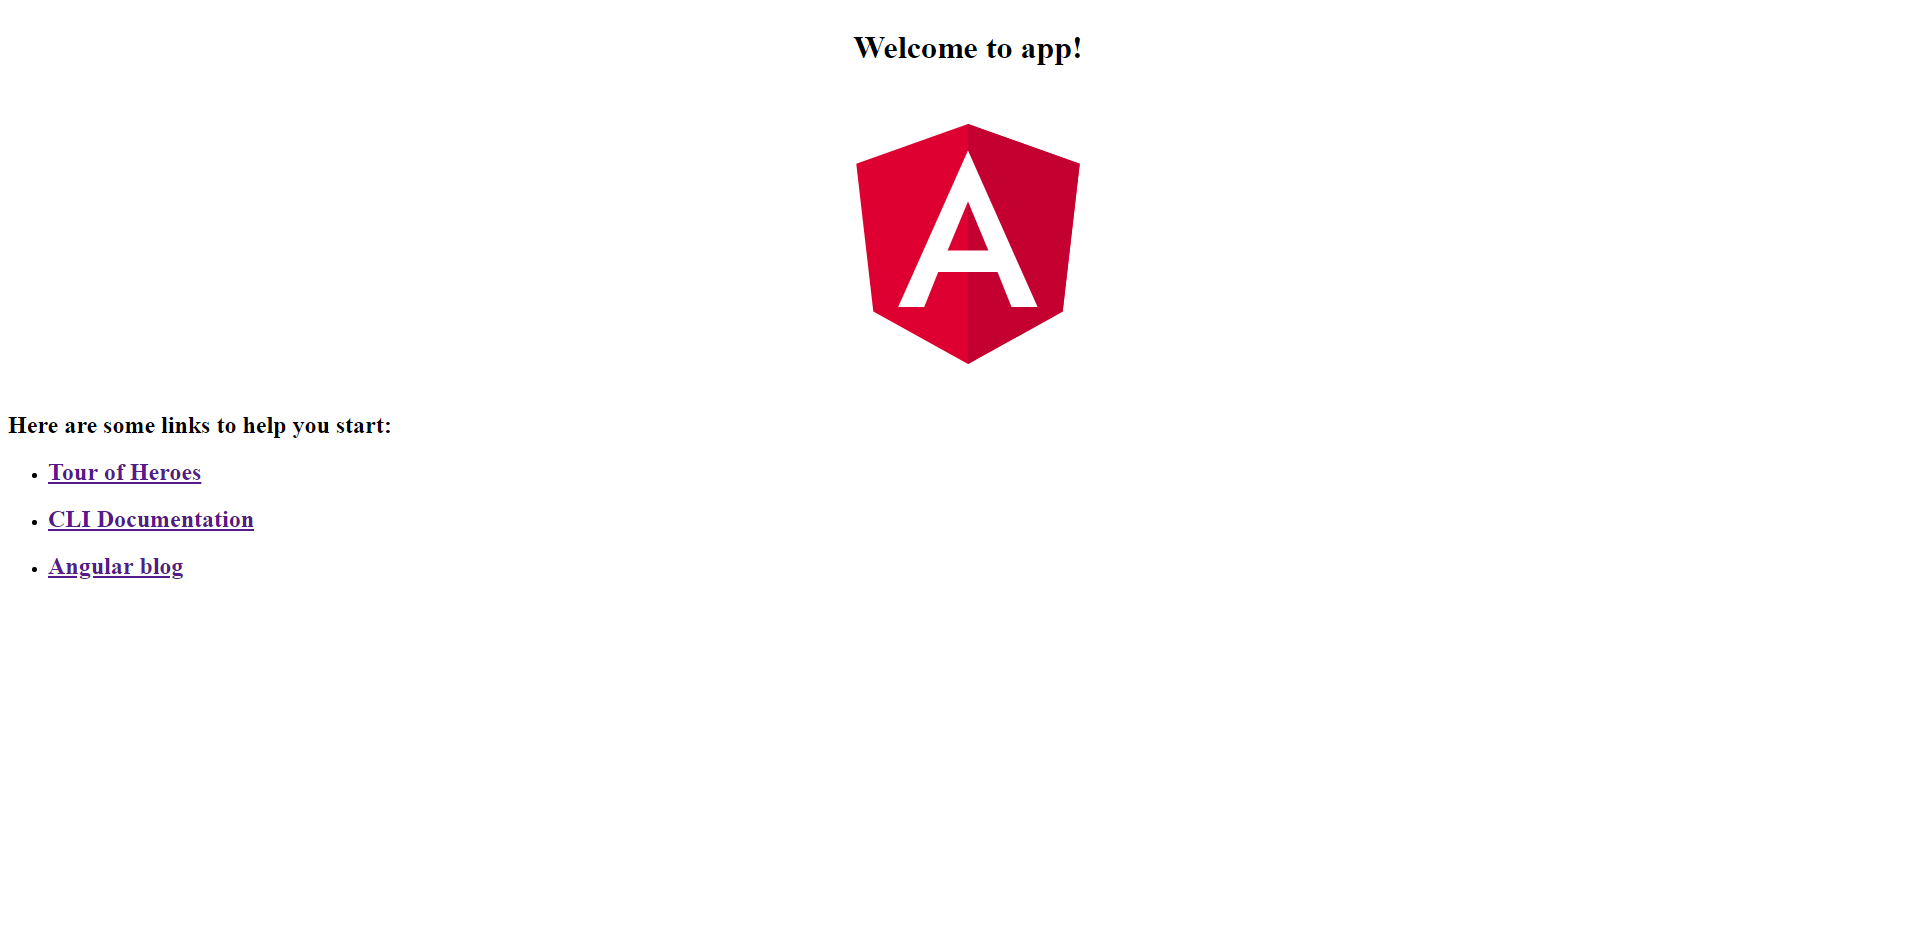 Welcome to app!
A
Here are some links to help you start:
Tour of Heroes
CLI Documentation
Angular blog